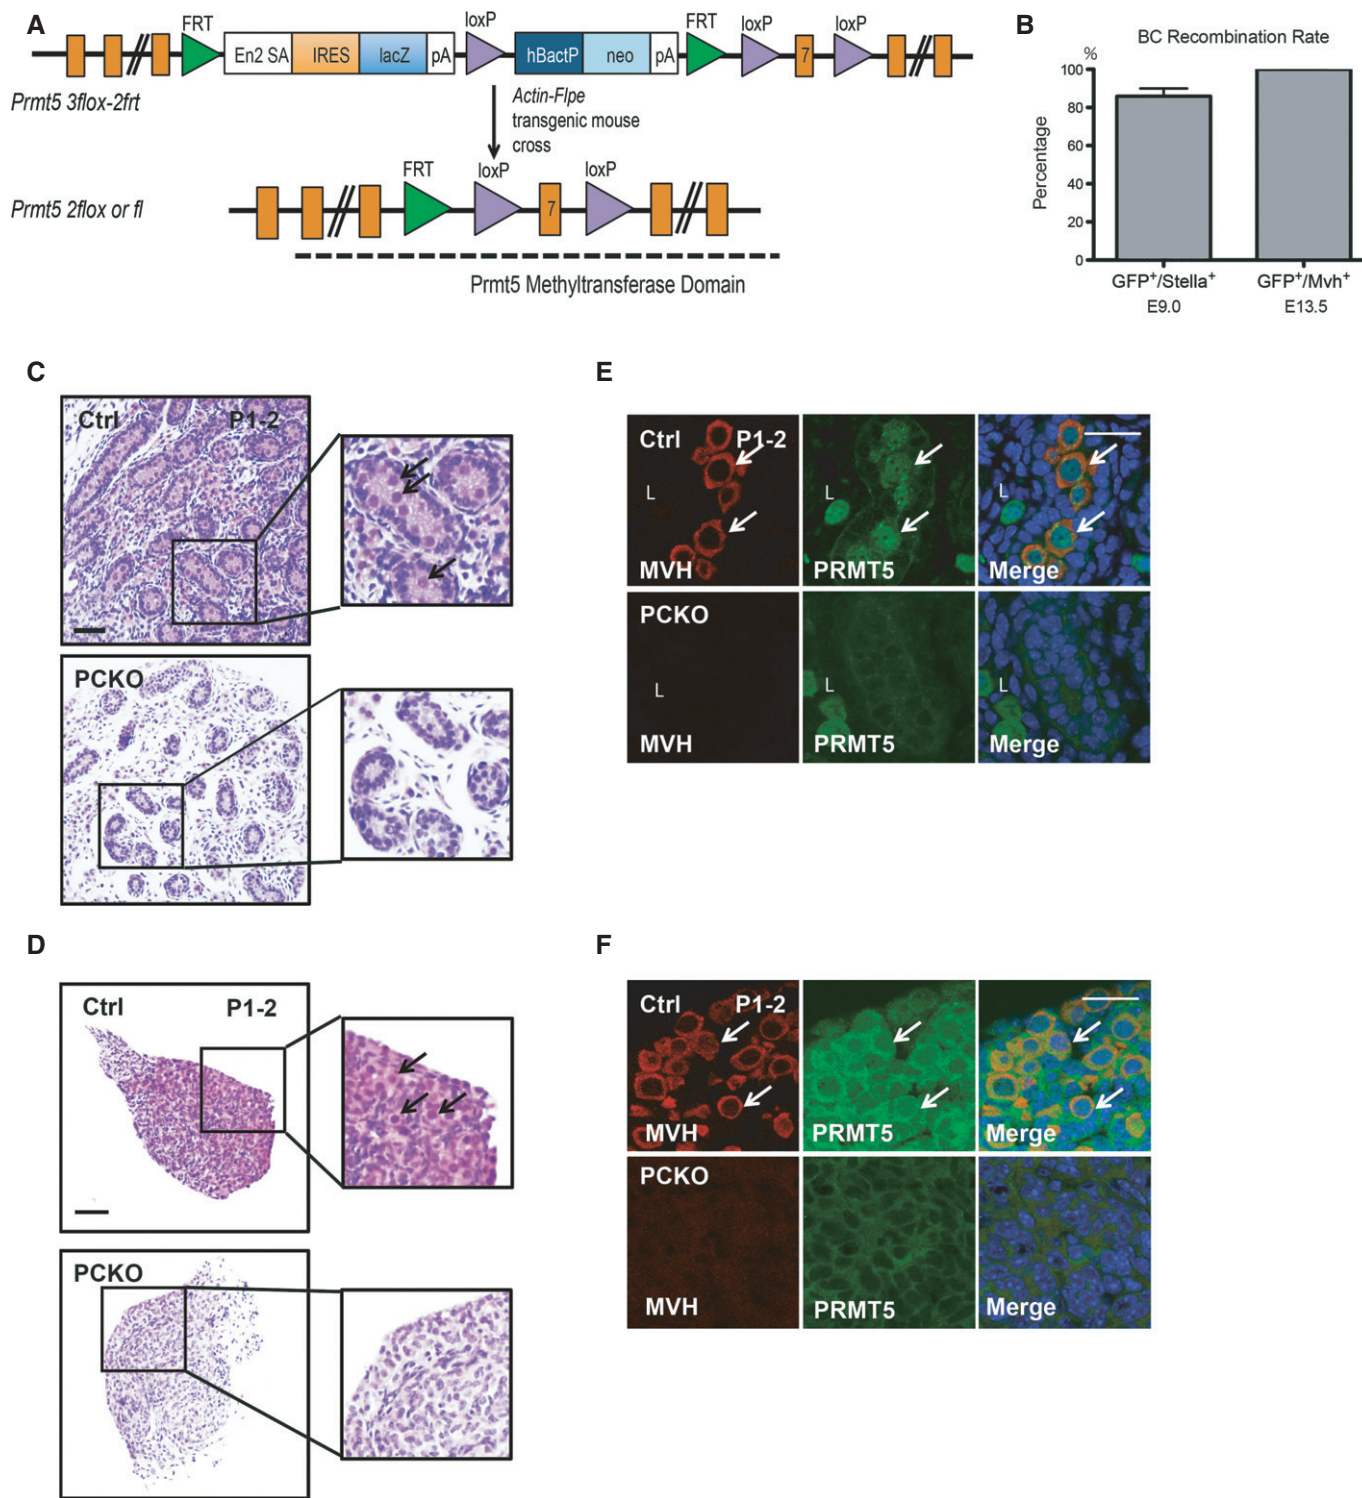 A
FRT
loxP
FRT
loxP
loxP
En2 SA
IRES
lacZ
pA
hBactP
neo
pA
7
Prmt5 3flox-2frt
Actin-Flpe
transgenic mouse
cross
FRT
loxP
loxP
Prmt5 2flox or fl
7
Prmt5 Methyltransferase Domain
B
BC Recombination Rate
%
100
80
60
40
20
0
Percentage
GFP⁺/Stella⁺
E9.0
GFP⁺/Mvh⁺
E13.5
C
Ctrl
P1-2
PCKO
E
Ctrl
P1-2
L
MVH
L
PRMT5
L
Merge
PCKO
L
MVH
L
PRMT5
L
Merge
D
Ctrl
P1-2
PCKO
F
Ctrl
P1-2
MVH
PRMT5
Merge
PCKO
MVH
PRMT5
Merge